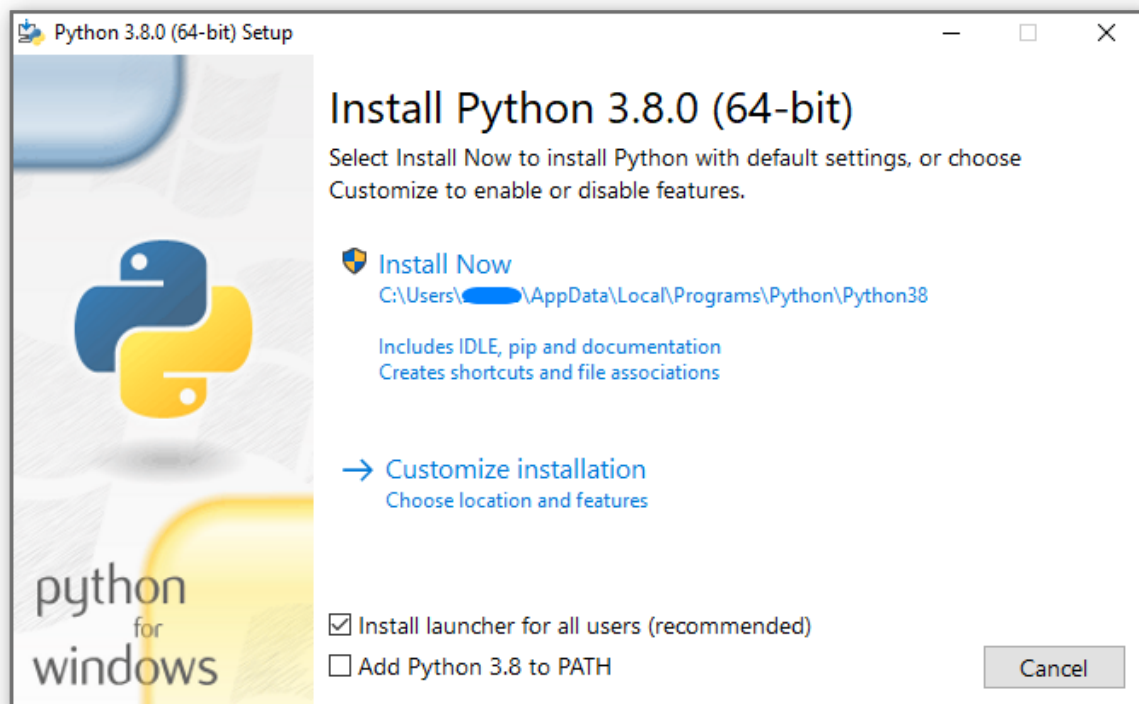 Python 3.8.0 (64-bit) Setup
Install Python 3.8.0 (64-bit)
Select Install Now to install Python with default settings, or choose
Customize to enable or disable features.
Install Now
C:\Users\ \AppData\Local\Programs\Python\Python38
Includes IDLE, pip and documentation
Creates shortcuts and file associations
Customize installation
Choose location and features
python
for
windows
Install launcher for all users (recommended)
Add Python 3.8 to PATH
Cancel